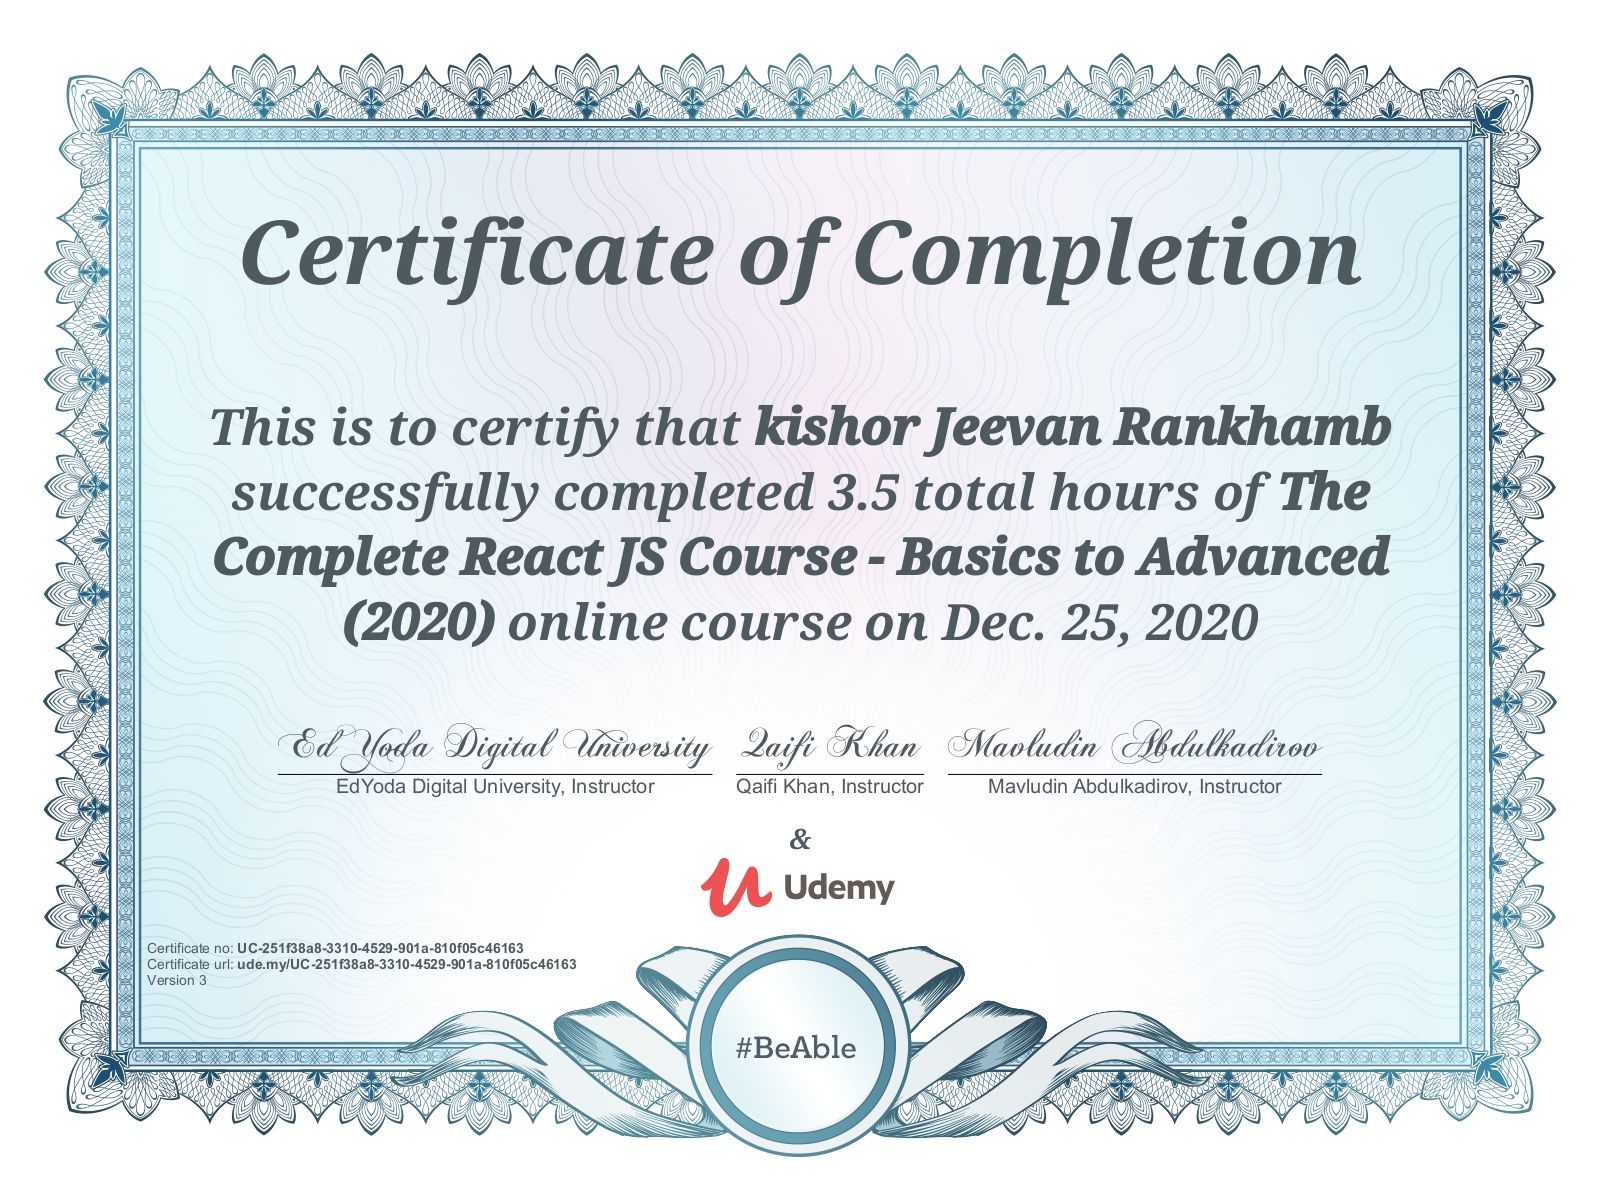 Certificate of Completion
This is to certify that kishor Jeevan Rankhamb
successfully completed 3.5 total hours of The
Complete React JS Course - Basics to Advanced
(2020) online course on Dec. 25, 2020
Ed Yoda Digital University Qaifi Khan Mavludin Abdulkadirov
EdYoda Digital University, Instructor Qaifi Khan, Instructor Mavludin Abdulkadirov, Instructor
&
Udemy
Certificate no: UC-251f38a8-3310-4529-901a-810f05c46163
Certificate url: ude.my/UC-251f38a8-3310-4529-901a-810f05c46163
Version 3
#BeAble